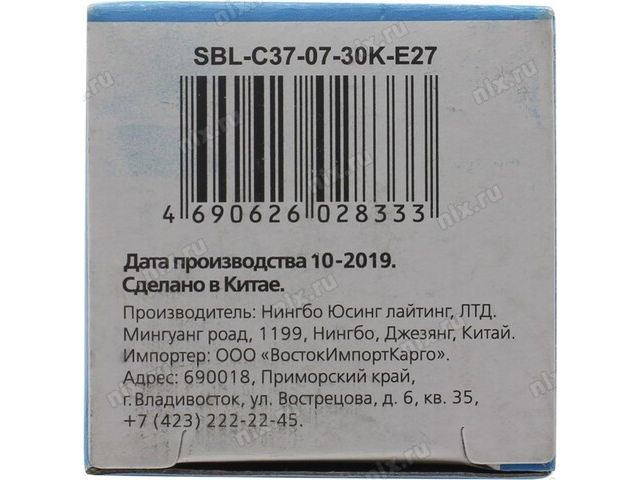 SBL-C37-07-30K-E27
4 690626 028333
Дата производства 10-2019.
Сделано в Китае.
Производитель: Нингбо Юсинг лайтинг, ЛТД.
Мингуанг роад, 1199, Нингбо, Джезянг, Китай.
Импортер: ООО «ВостокИмпортКарго».
Адрес: 690018, Приморский край,
г.Владивосток, ул. Вострецова, д. 6, кв. 35,
+7 (423) 222-22-45.
nix.ru